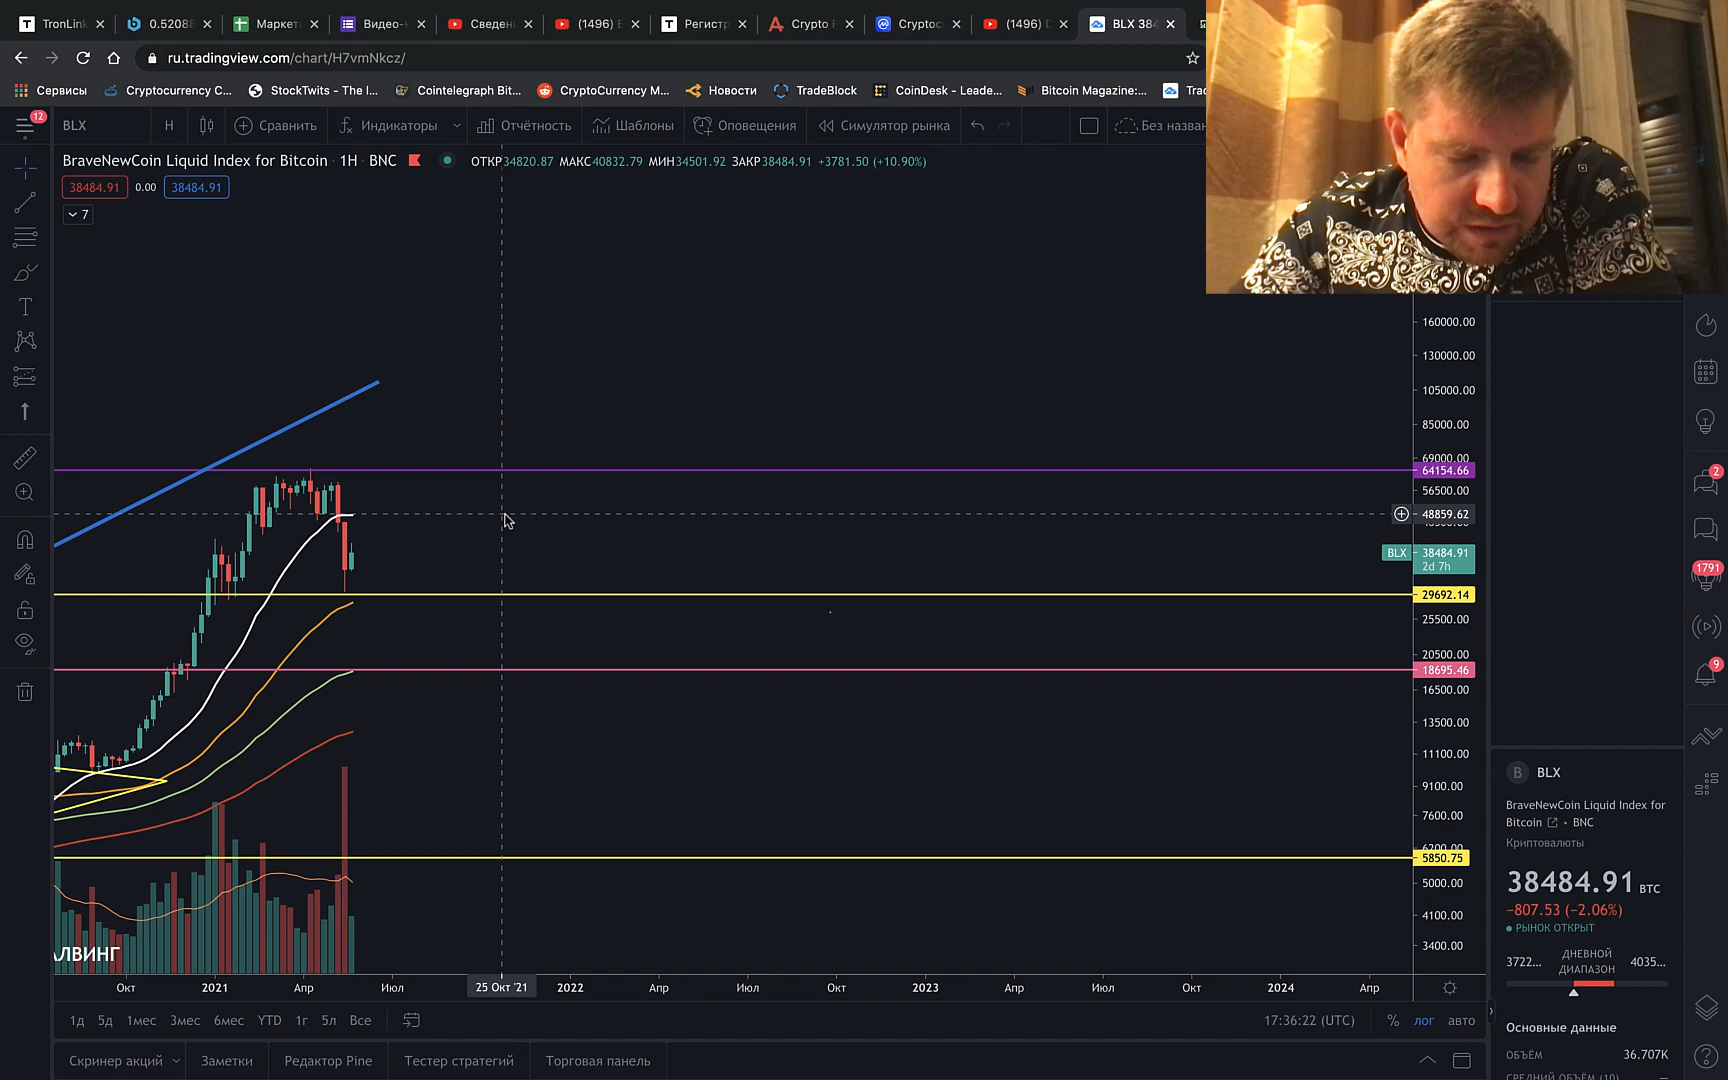 TronLink
0.52088
Маркет
Видео-
Сведен
(1496)
Регистр
Crypto F
Cryptoc
(1496)
BLX 384
ru.tradingview.com/chart/H7vmNkcz/
Сервисы
Cryptocurrency C...
StockTwits - The l...
Cointelegraph Bit...
CryptoCurrency M...
Новости
TradeBlock
CoinDesk - Leade...
Bitcoin Magazine:...
Trac
12
BLX
Н
Сравнить
Индикаторы
Отчётность
Шаблоны
Оповещения
Симулятор рынка
Без назван
BraveNewCoin Liquid Index for Bitcoin · 1Н · BNC
ОТКР34820.87 МАКС40832.79 МИН34501.92 ЗАКР38484.91 +3781.50 (+10.90%)
38484.91
0.00
38484.91
7
160000.00
130000.00
105000.00
85000.00
69000.00
64154.66
56500.00
48859.62
BLX
38484.91
2d 7h
29692.14
25500.00
20500.00
18695.46
16500.00
13500.00
11100.00
9100.00
7600.00
5850.75
5000.00
4100.00
3400.00
АЛВИНГ
Окт
2021
Апр
Июл
25 Окт '21
2022
Апр
Июл
Окт
2023
Апр
Июл
Окт
2024
Апр
1д
5д
1мес
3мес
6мес
YTD
1г
5л
Все
17:36:22 (UTC)
%
лог
авто
Скринер акций
Заметки
Редактор Pine
Тестер стратегий
Торговая панель
2
1791
9
B
BLX
BraveNewCoin Liquid Index for
Bitcoin • BNC
Криптовалюты
38484.91 BTC
−807.53 (−2.06%)
РЫНОК ОТКРЫТ
3722...
ДНЕВНОЙ
ДИАПАЗОН
4035...
Основные данные
ОБЪЁМ
36.707K